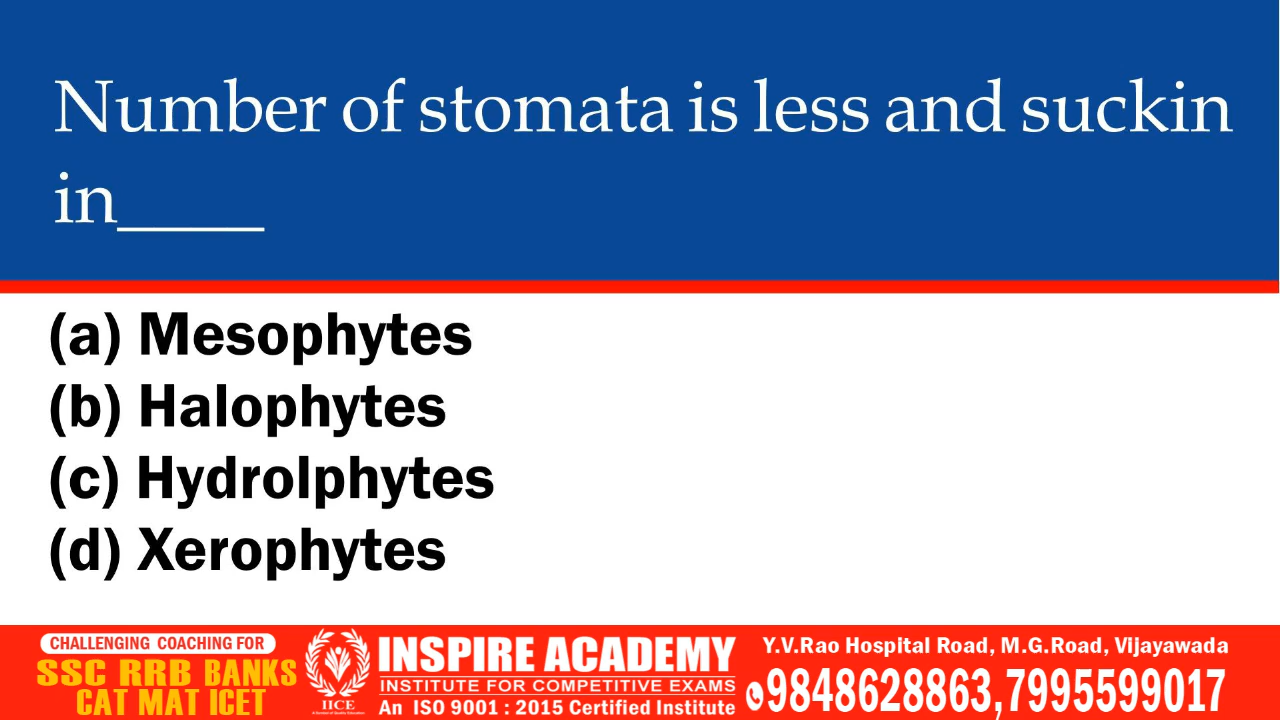 Number of stomata is less and suckin
in_____
(a) Mesophytes
(b) Halophytes
(c) Hydrolphytes
(d) Xerophytes
CHALLENGING COACHING FOR
SSC RRB BANKS
CAT MAT ICET
IICE
INSPIRE ACADEMY
INSTITUTE FOR COMPETITIVE EXAMS
An ISO 9001 : 2015 Certified Institute
Y.V.Rao Hospital Road, M.G.Road, Vijayawada
9848628863,7995599017